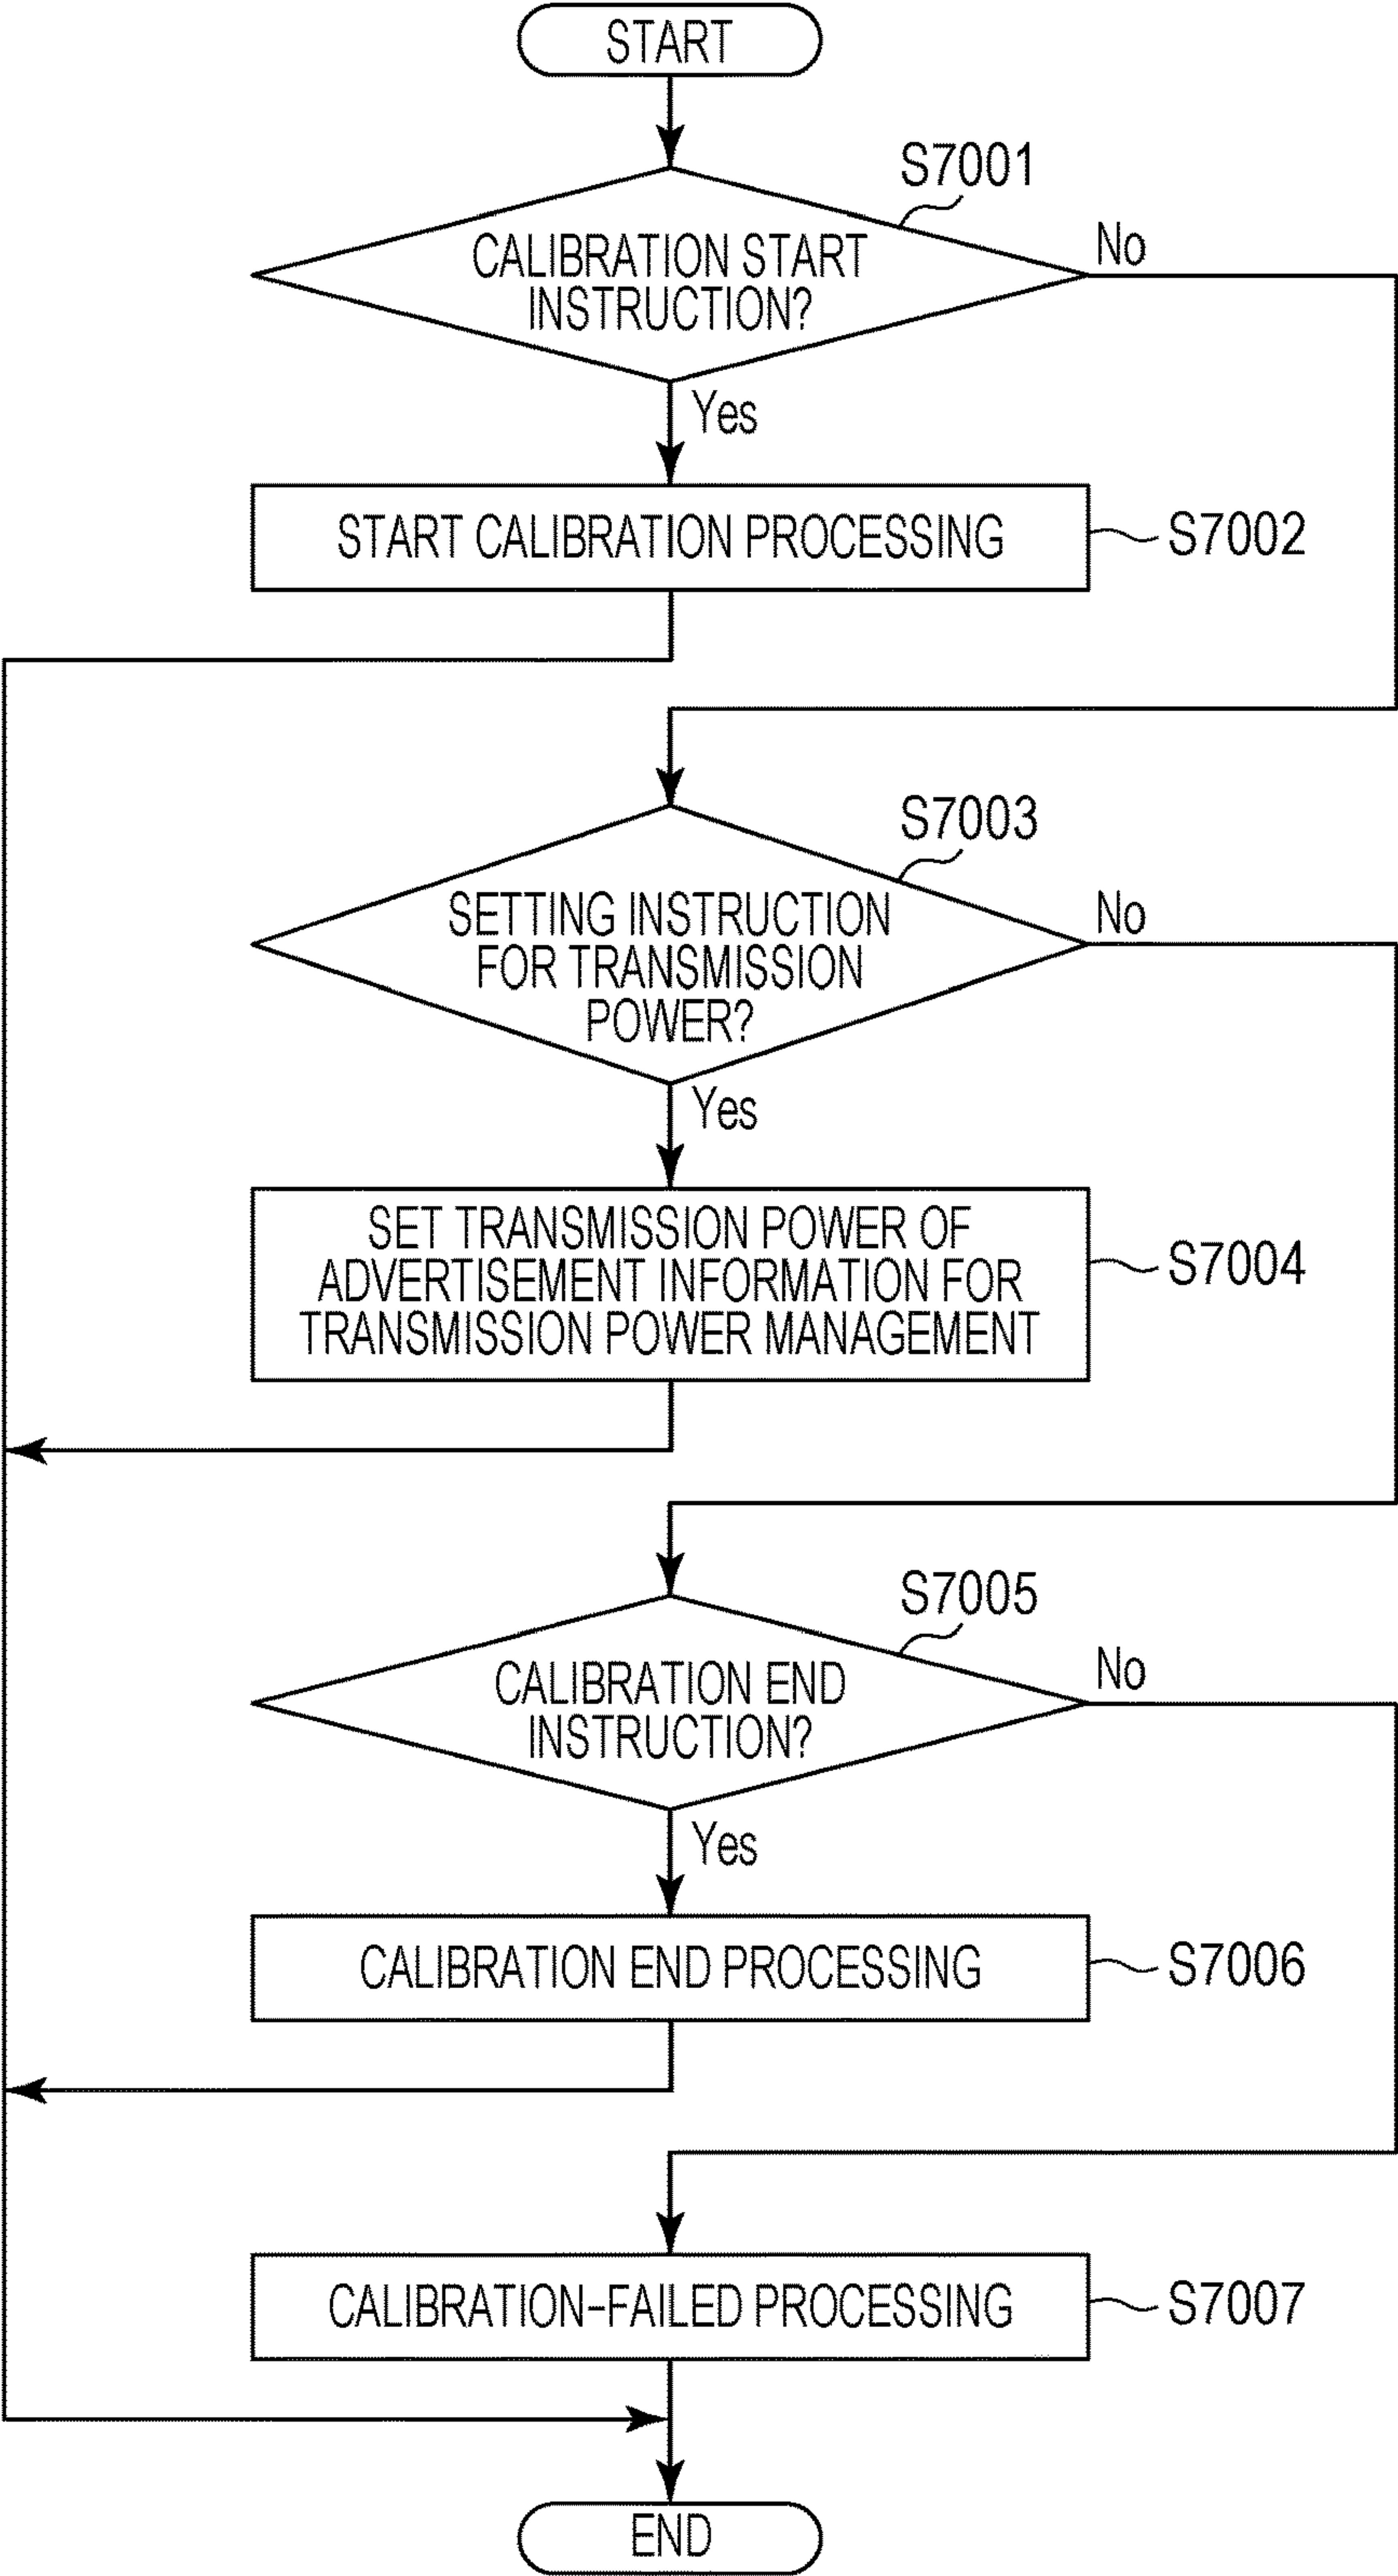 START
S7001
CALIBRATION START
INSTRUCTION?
No
Yes
START CALIBRATION PROCESSING
S7002
S7003
SETTING INSTRUCTION
FOR TRANSMISSION
POWER?
No
Yes
SET TRANSMISSION POWER OF
ADVERTISEMENT INFORMATION FOR
TRANSMISSION POWER MANAGEMENT
S7004
S7005
CALIBRATION END
INSTRUCTION?
No
Yes
CALIBRATION END PROCESSING
S7006
CALIBRATION-FAILED PROCESSING
S7007
END